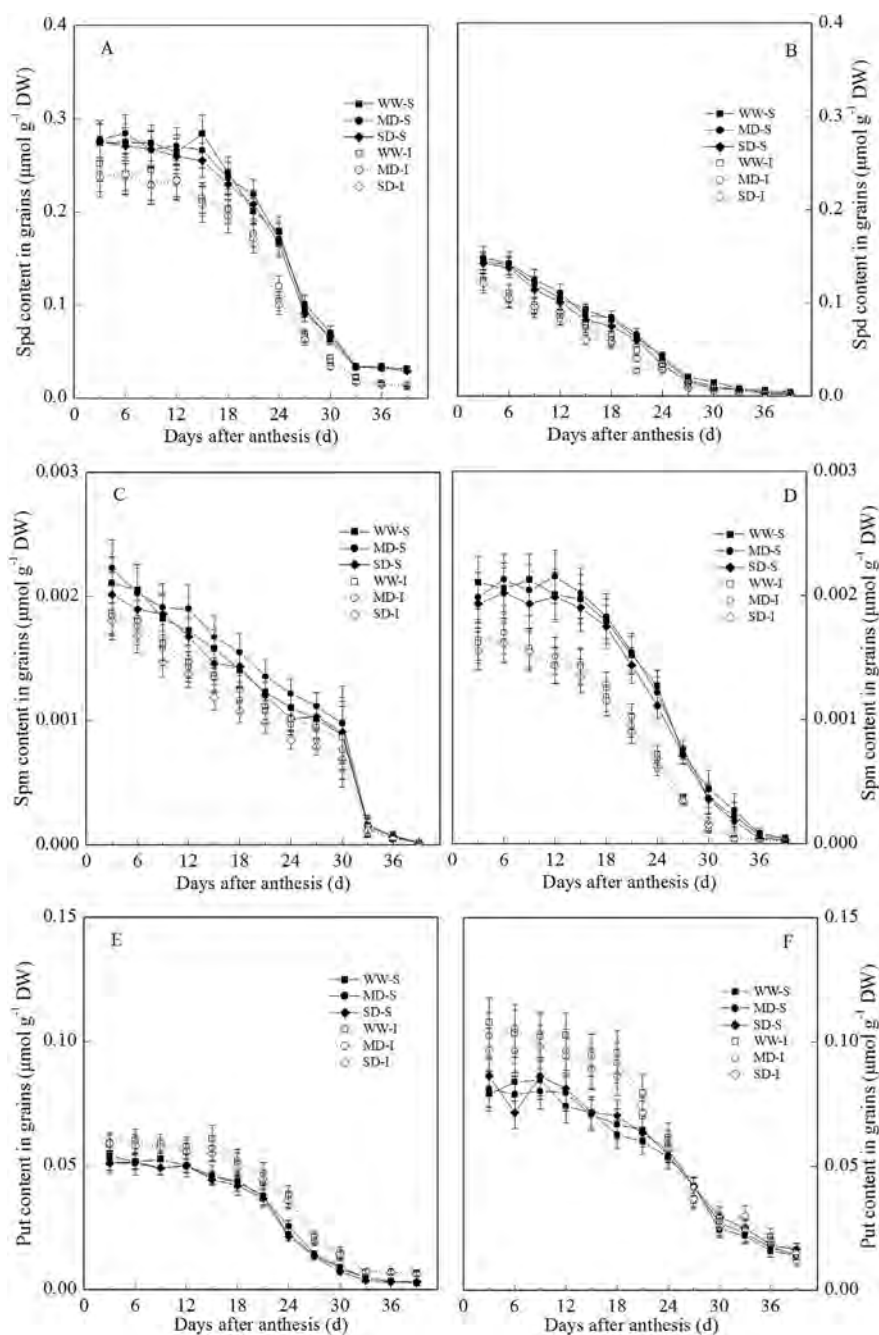 A
WW-S
MD-S
SD-S
WW-I
MD-I
SD-I
0.4
0.3
0.2
0.1
0.0
Spd content in grains (μmol g⁻¹ DW)
0 6 12 18 24 30 36
Days after anthesis (d)
B
WW-S
MD-S
SD-S
WW-I
MD-I
SD-I
0.4
0.3
0.2
0.1
0.0
Spd content in grains (μmol g⁻¹ DW)
0 6 12 18 24 30 36
Days after anthesis (d)
C
WW-S
MD-S
SD-S
WW-I
MD-I
SD-I
0.003
0.002
0.001
0.000
Spm content in grains (μmol g⁻¹ DW)
0 6 12 18 24 30 36
Days after anthesis (d)
D
WW-S
MD-S
SD-S
WW-I
MD-I
SD-I
0.003
0.002
0.001
0.000
Spm content in grains (μmol g⁻¹ DW)
0 6 12 18 24 30 36
Days after anthesis (d)
E
WW-S
MD-S
SD-S
WW-I
MD-I
SD-I
0.15
0.10
0.05
0.00
Put content in grains (μmol g⁻¹ DW)
0 6 12 18 24 30 36
Days after anthesis (d)
F
WW-S
MD-S
SD-S
WW-I
MD-I
SD-I
0.15
0.10
0.05
0.00
Put content in grains (μmol g⁻¹ DW)
0 6 12 18 24 30 36
Days after anthesis (d)